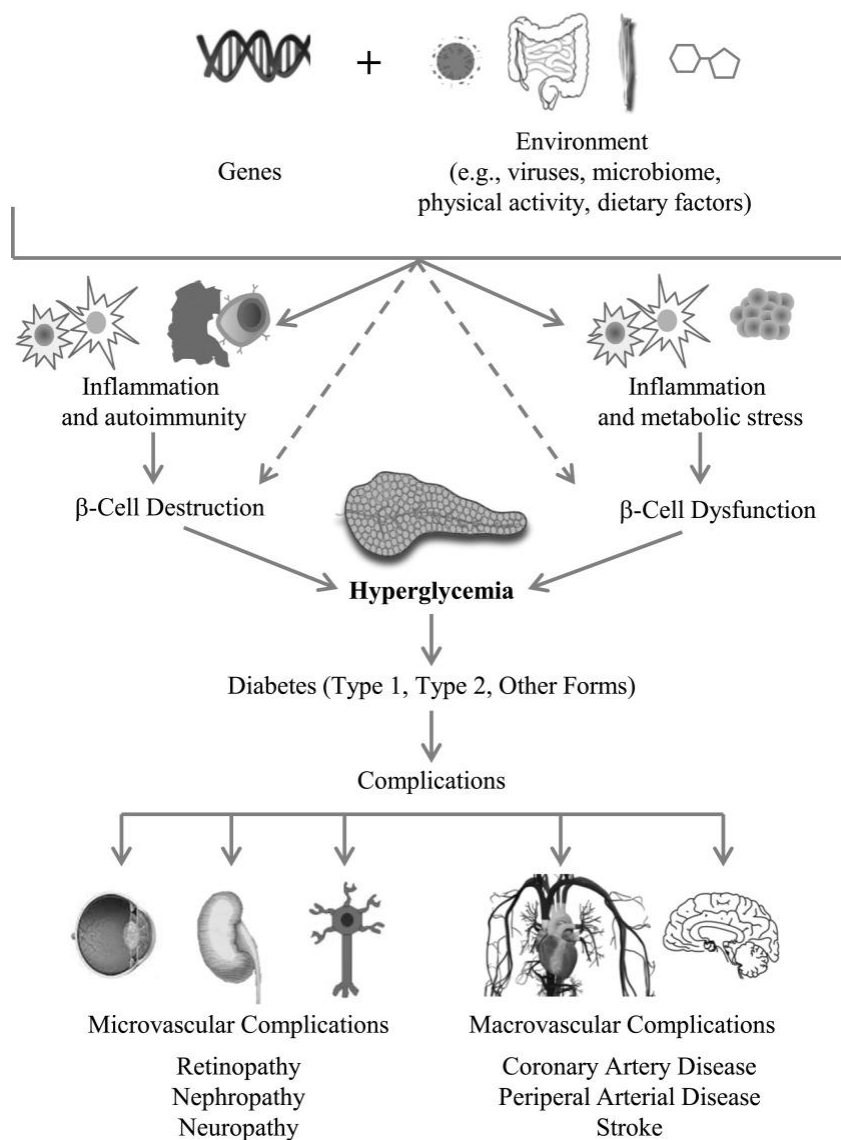 +
Genes
Environment
(e.g., viruses, microbiome,
physical activity, dietary factors)
Inflammation
and autoimmunity
Inflammation
and metabolic stress
β-Cell Destruction
β-Cell Dysfunction
Hyperglycemia
Diabetes (Type 1, Type 2, Other Forms)
Complications
Microvascular Complications
Retinopathy
Nephropathy
Neuropathy
Macrovascular Complications
Coronary Artery Disease
Periperal Arterial Disease
Stroke